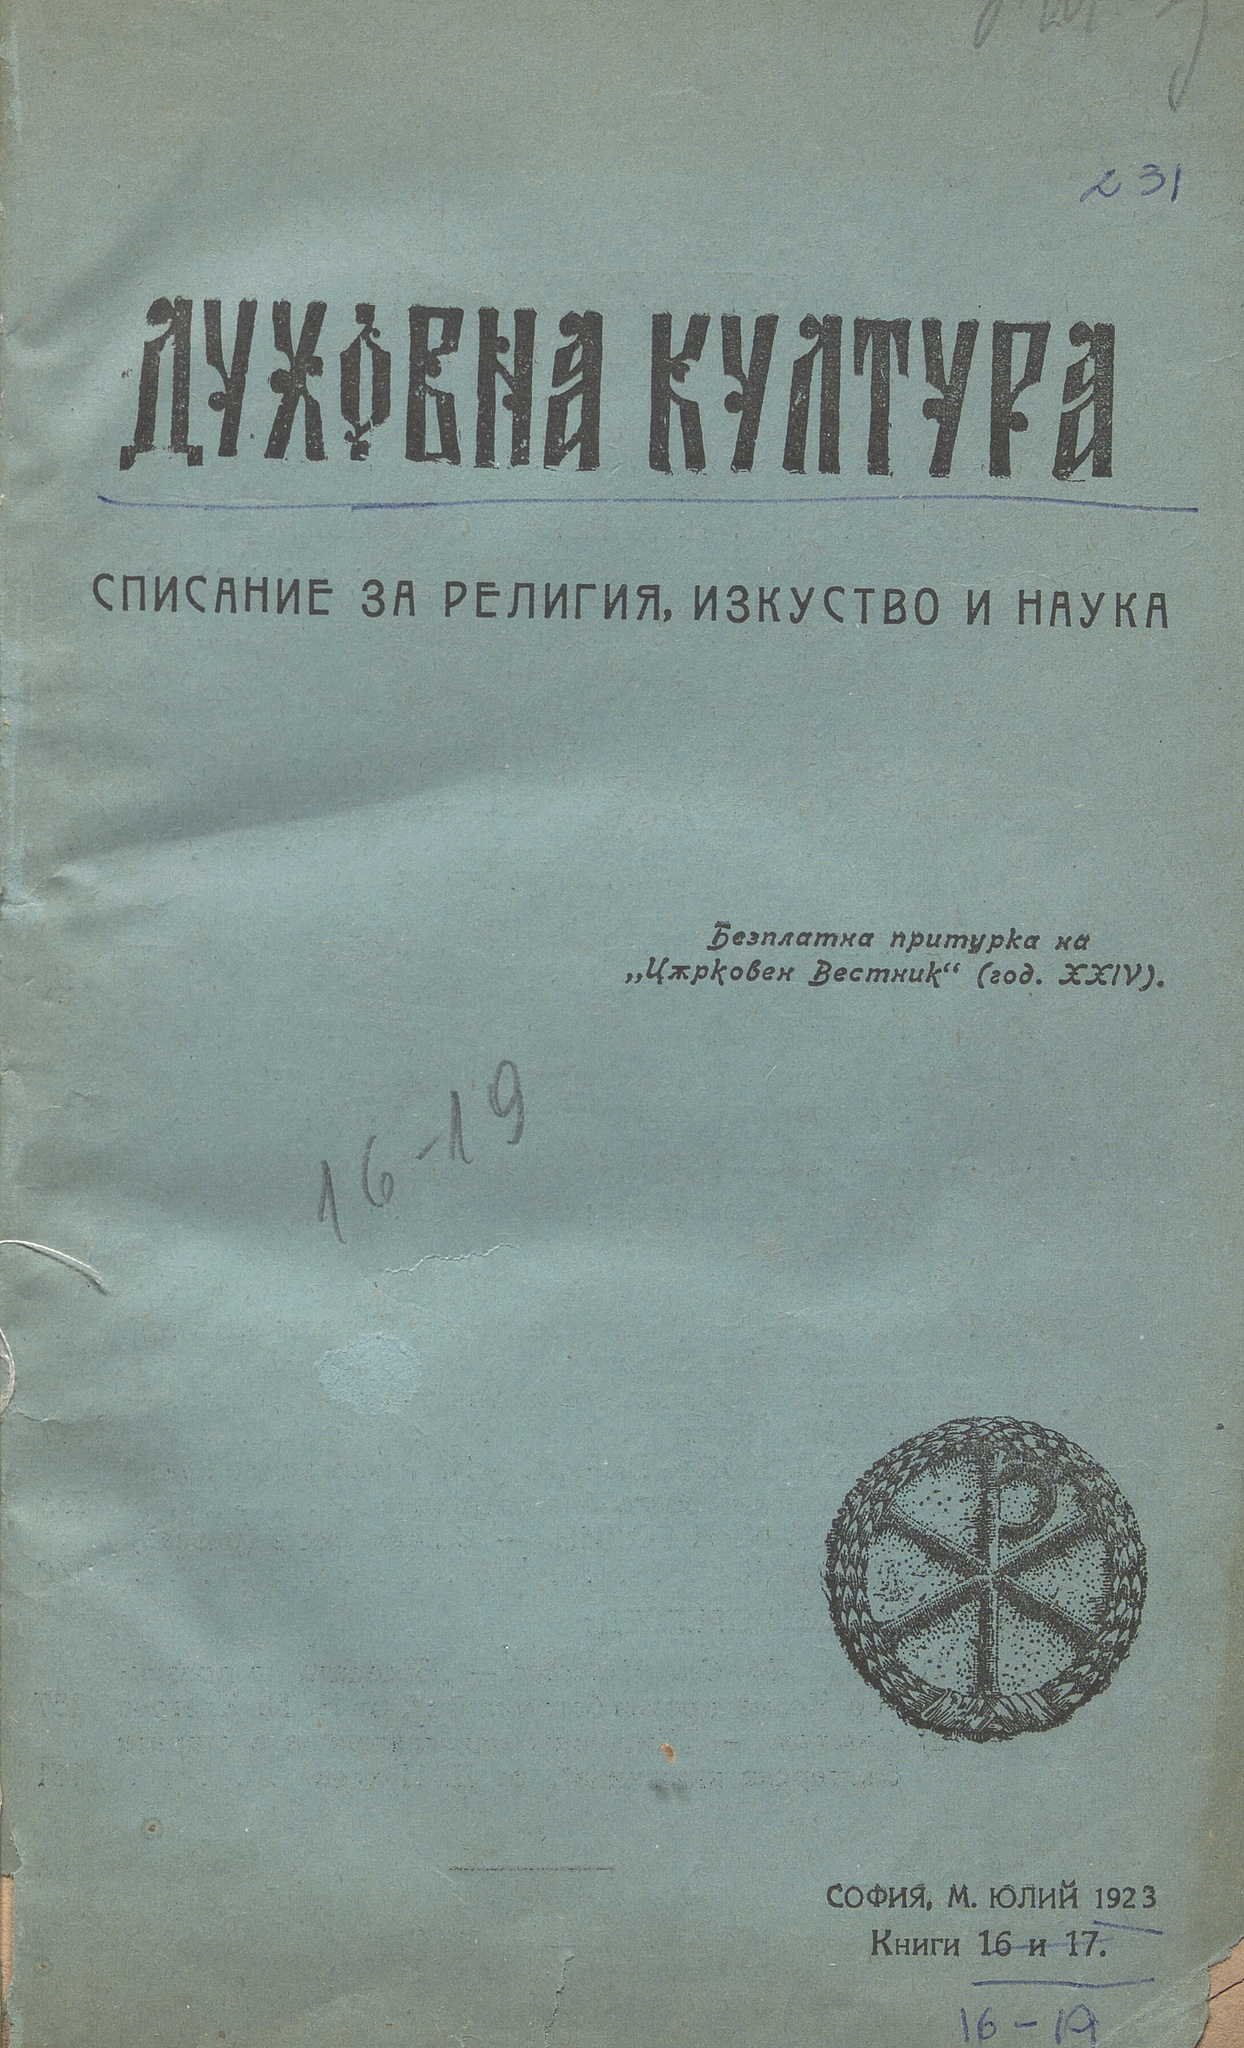 231
ДУХОВНА КУЛТУРА
СПИСАНИЕ ЗА РЕЛИГИЯ, ИЗКУСТВО И НАУКА
Безплатна притурка на
„Цѫрковен Вестник“ (год. XXIV).
16-19
СОФИЯ, М. ЮЛИЙ 1923
Книги 16 и 17.
16-19